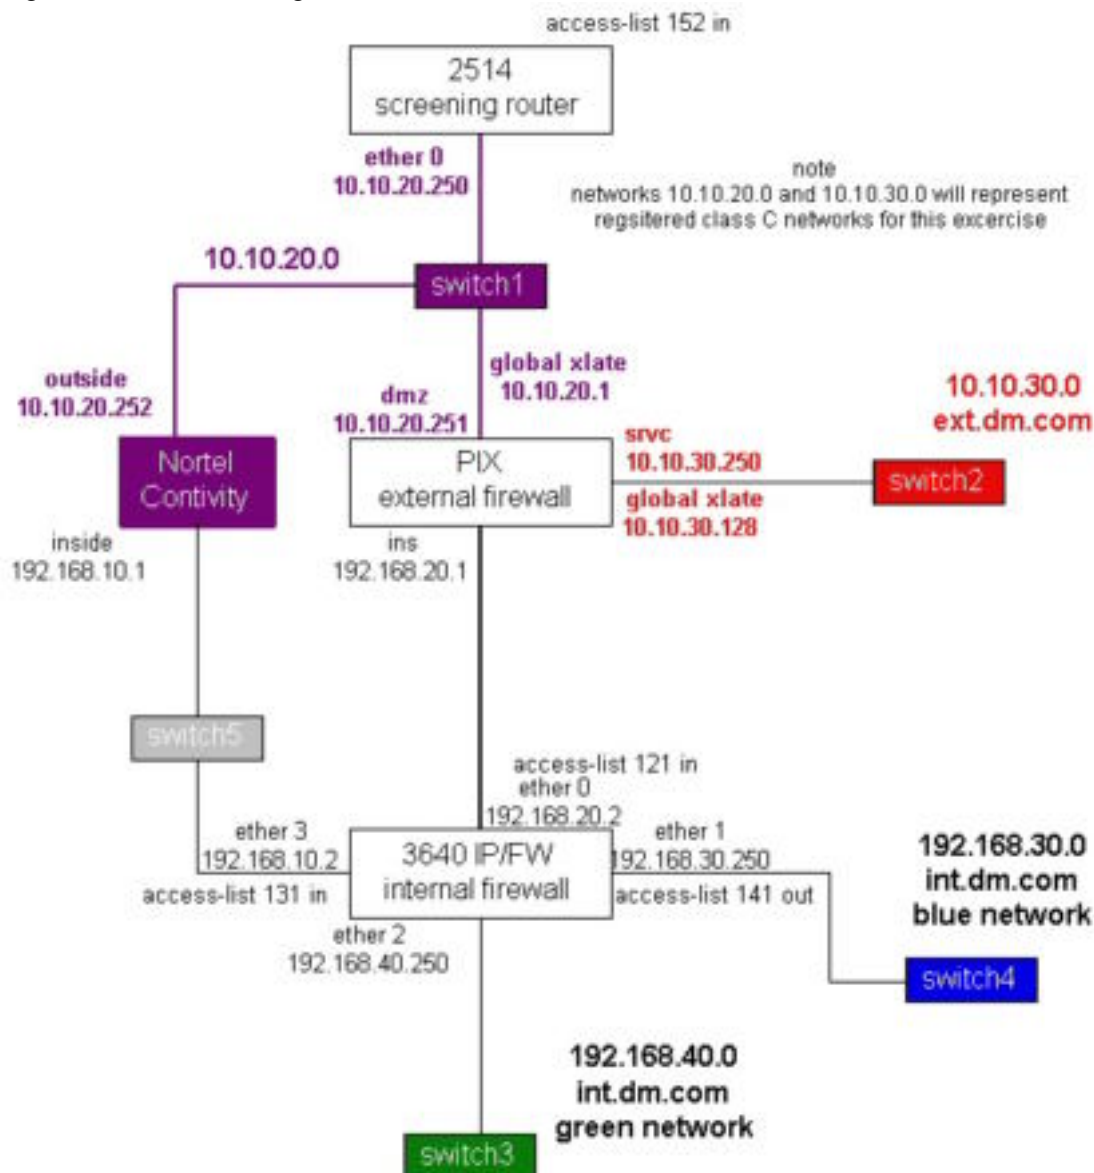 access-list 152 in
2514
screening router
ether 0
10.10.20.250
note
networks 10.10.20.0 and 10.10.30.0 will represent
regsitered class C networks for this excercise
10.10.20.0
switch1
global xlate
10.10.20.1
outside
10.10.20.252
dmz
10.10.20.251
10.10.30.0
ext.dm.com
Nortel
Contivity
PIX
external firewall
srvc
10.10.30.250
switch2
global xlate
10.10.30.128
inside
192.168.10.1
ins
192.168.20.1
switch5
access-list 121 in
ether 0
192.168.20.2
ether 3
192.168.10.2
access-list 131 in
3640 IP/FW
internal firewall
ether 1
192.168.30.250
access-list 141 out
192.168.30.0
int.dm.com
blue network
ether 2
192.168.40.250
switch4
192.168.40.0
int.dm.com
green network
switch3